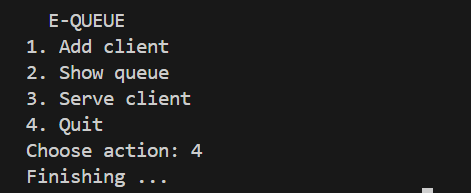 E-QUEUE
1. Add client
2. Show queue
3. Serve client
4. Quit
Choose action: 4
Finishing ...